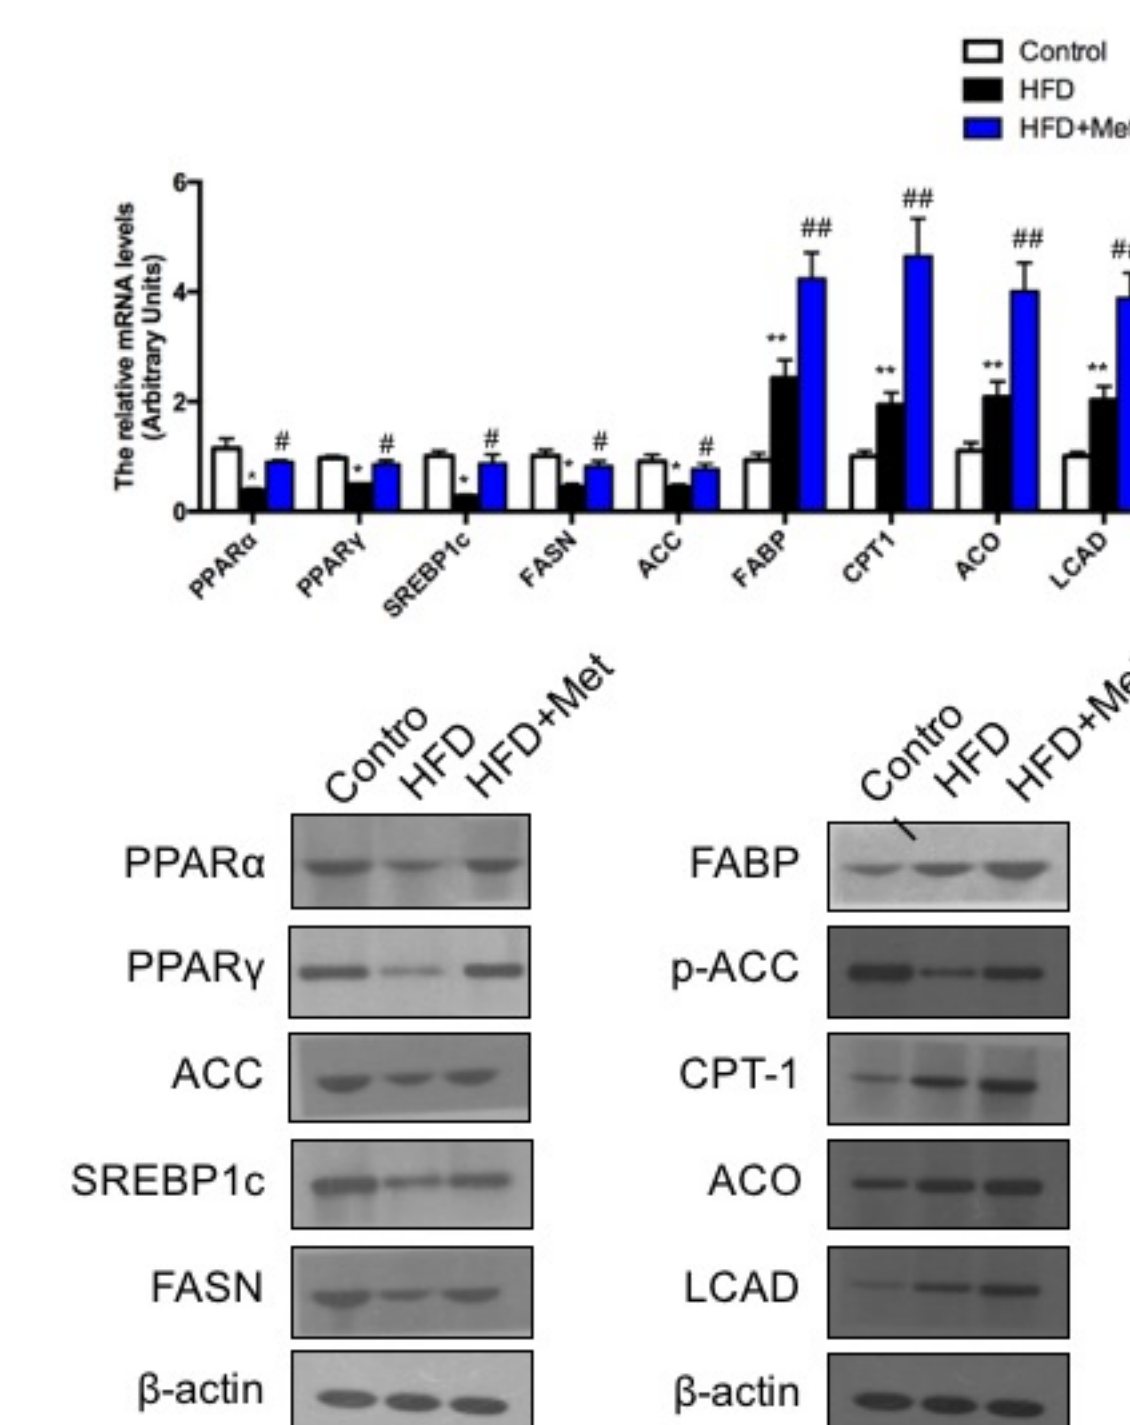 Control
HFD
HFD+Met
The relative mRNA levels
(Arbitrary Units)
6
##
##
##
##
4
**
**
**
**
2
# # # # #
* * * * *
0
PPARα PPARγ SREBP1c FASN ACC FABP CPT1 ACO LCAD
Contro HFD HFD+Met
Contro HFD HFD+Me
\
PPARα FABP
PPARγ p-ACC
ACC CPT-1
SREBP1c ACO
FASN LCAD
β-actin β-actin